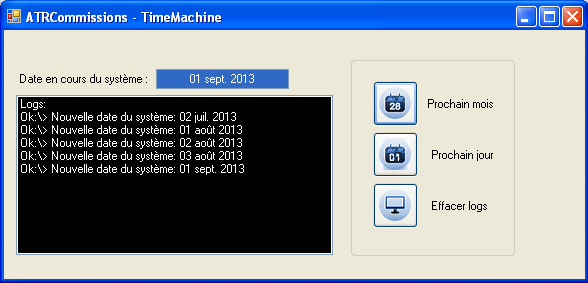 ATRCommissions - TimeMachine
Date en cours du système :
01 sept. 2013
Logs:
Ok:\> Nouvelle date du système: 02 juil. 2013
Ok:\> Nouvelle date du système: 01 août 2013
Ok:\> Nouvelle date du système: 02 août 2013
Ok:\> Nouvelle date du système: 03 août 2013
Ok:\> Nouvelle date du système: 01 sept. 2013
28
Prochain mois
01
Prochain jour
Effacer logs